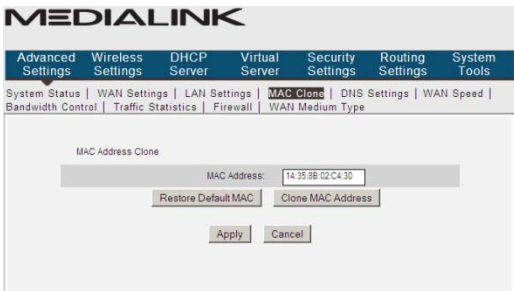 MEDIALINK
Advanced Settings Wireless Settings DHCP Server Virtual Server Security Settings Routing Settings System Tools
System Status | WAN Settings | LAN Settings | MAC Clone | DNS Settings | WAN Speed |
Bandwidth Control | Traffic Statistics | Firewall | WAN Medium Type
MAC Address Clone
MAC Address: 14:35:8B:02:C4:30
Restore Default MAC Clone MAC Address
Apply Cancel